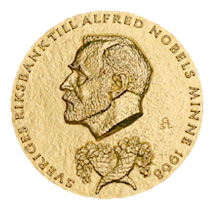 SVERIGES RIKSBANK TILL ALFRED NOBELS MINNE 1968